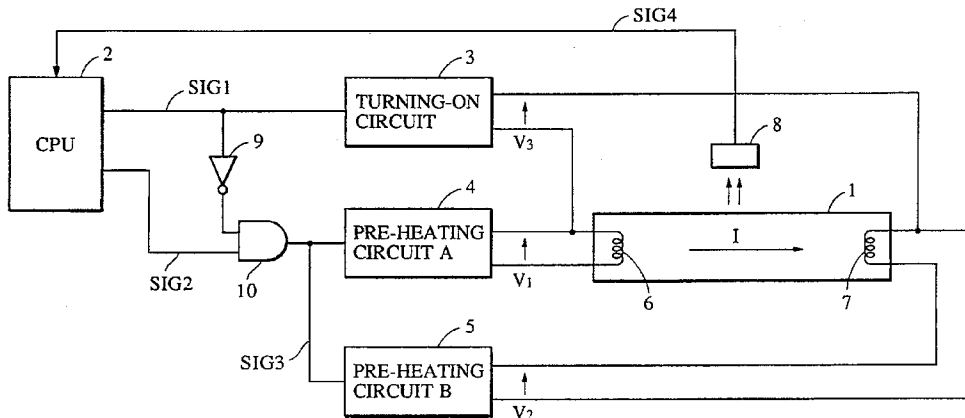 SIG4
2
3
SIG1
TURNING-ON
CIRCUIT
CPU
9
V3
8
4
1
PRE-HEATING
CIRCUIT A
I
SIG2
10
V1
6
7
5
SIG3
PRE-HEATING
CIRCUIT B
V2